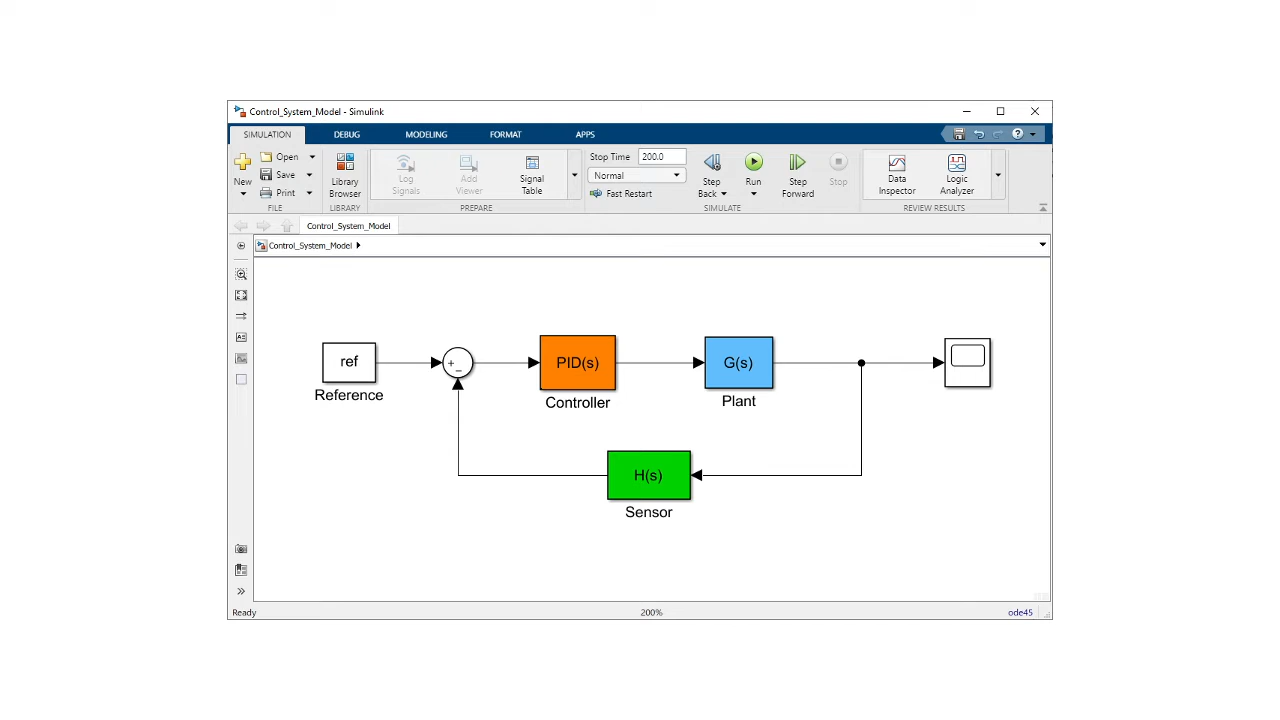 Control_System_Model - Simulink
SIMULATION DEBUG MODELING FORMAT APPS
New
Open
Save
Print
FILE
Library
Browser
LIBRARY
Log
Signals
Add
Viewer
Signal
Table
PREPARE
Stop Time 200.0
Normal
Fast Restart
Step
Back
Run
Step
Forward
Stop
SIMULATE
Data
Inspector
Logic
Analyzer
REVIEW RESULTS
Control_System_Model
Control_System_Model
ref
Reference
+
_
PID(s)
Controller
G(s)
Plant
H(s)
Sensor
Ready 200% ode45